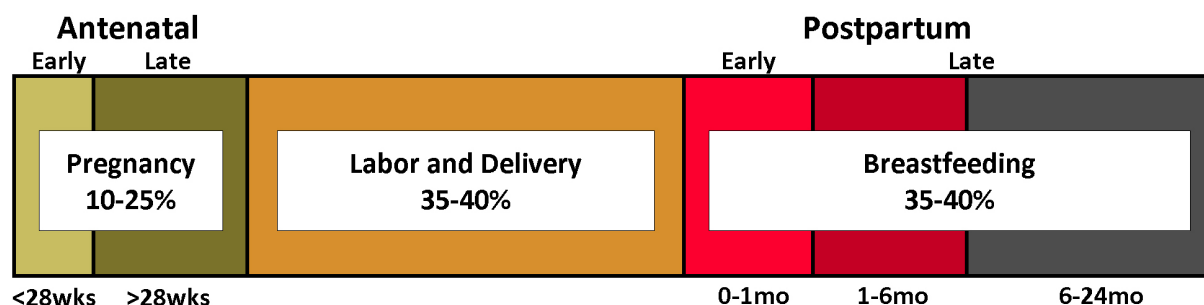 Antenatal
Postpartum
Early
Late
Early
Late
Pregnancy
10-25%
Labor and Delivery
35-40%
Breastfeeding
35-40%
<28wks
>28wks
0-1mo
1-6mo
6-24mo